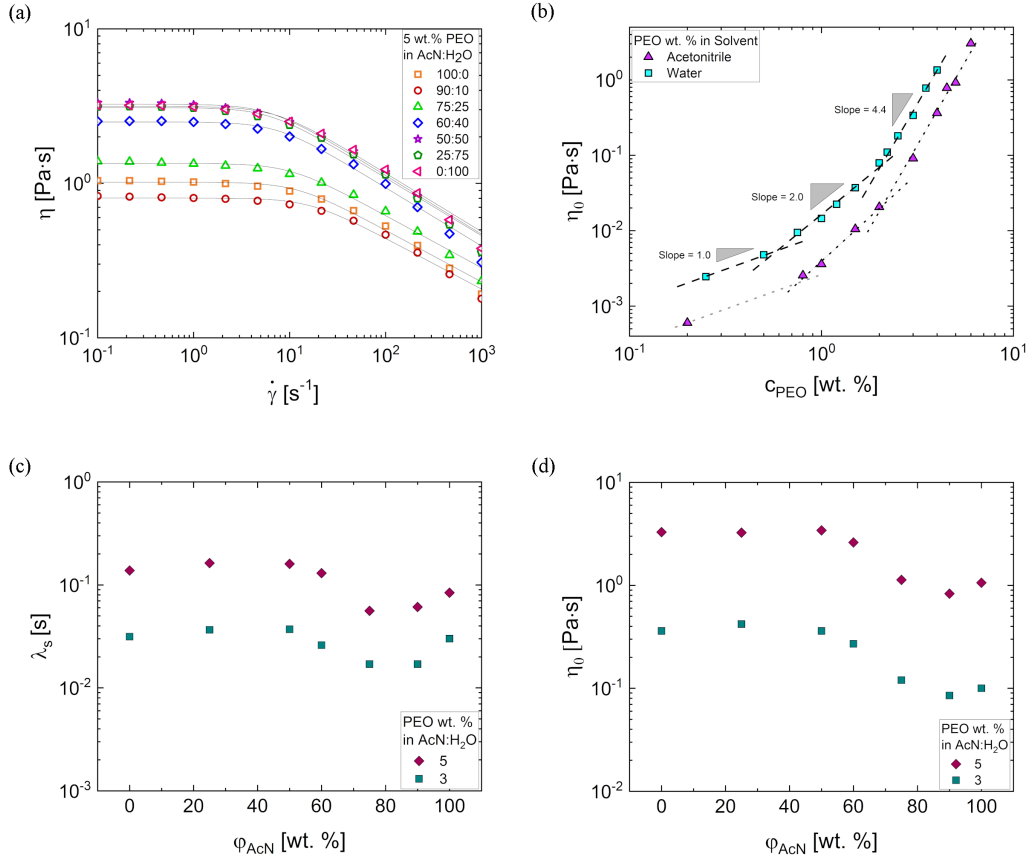 (a)
10¹
10⁰
10⁻¹
η [Pa·s]
10⁻¹ 10⁰ 10¹ 10² 10³
γ̇ [s⁻¹]
5 wt.% PEO
in AcN:H2O
100:0
90:10
75:25
60:40
50:50
25:75
0:100
(b)
10⁰
10⁻¹
10⁻²
10⁻³
η₀ [Pa·s]
10⁻¹ 10⁰ 10¹
c_PEO [wt. %]
PEO wt. % in Solvent
Acetonitrile
Water
Slope = 4.4
Slope = 2.0
Slope = 1.0
(c)
10⁰
10⁻¹
10⁻²
10⁻³
λₛ [s]
0 20 40 60 80 100
φ_AcN [wt. %]
PEO wt. %
in AcN:H₂O
5
3
(d)
10¹
10⁰
10⁻¹
10⁻²
η₀ [Pa·s]
0 20 40 60 80 100
φ_AcN [wt. %]
PEO wt. %
in AcN:H₂O
5
3